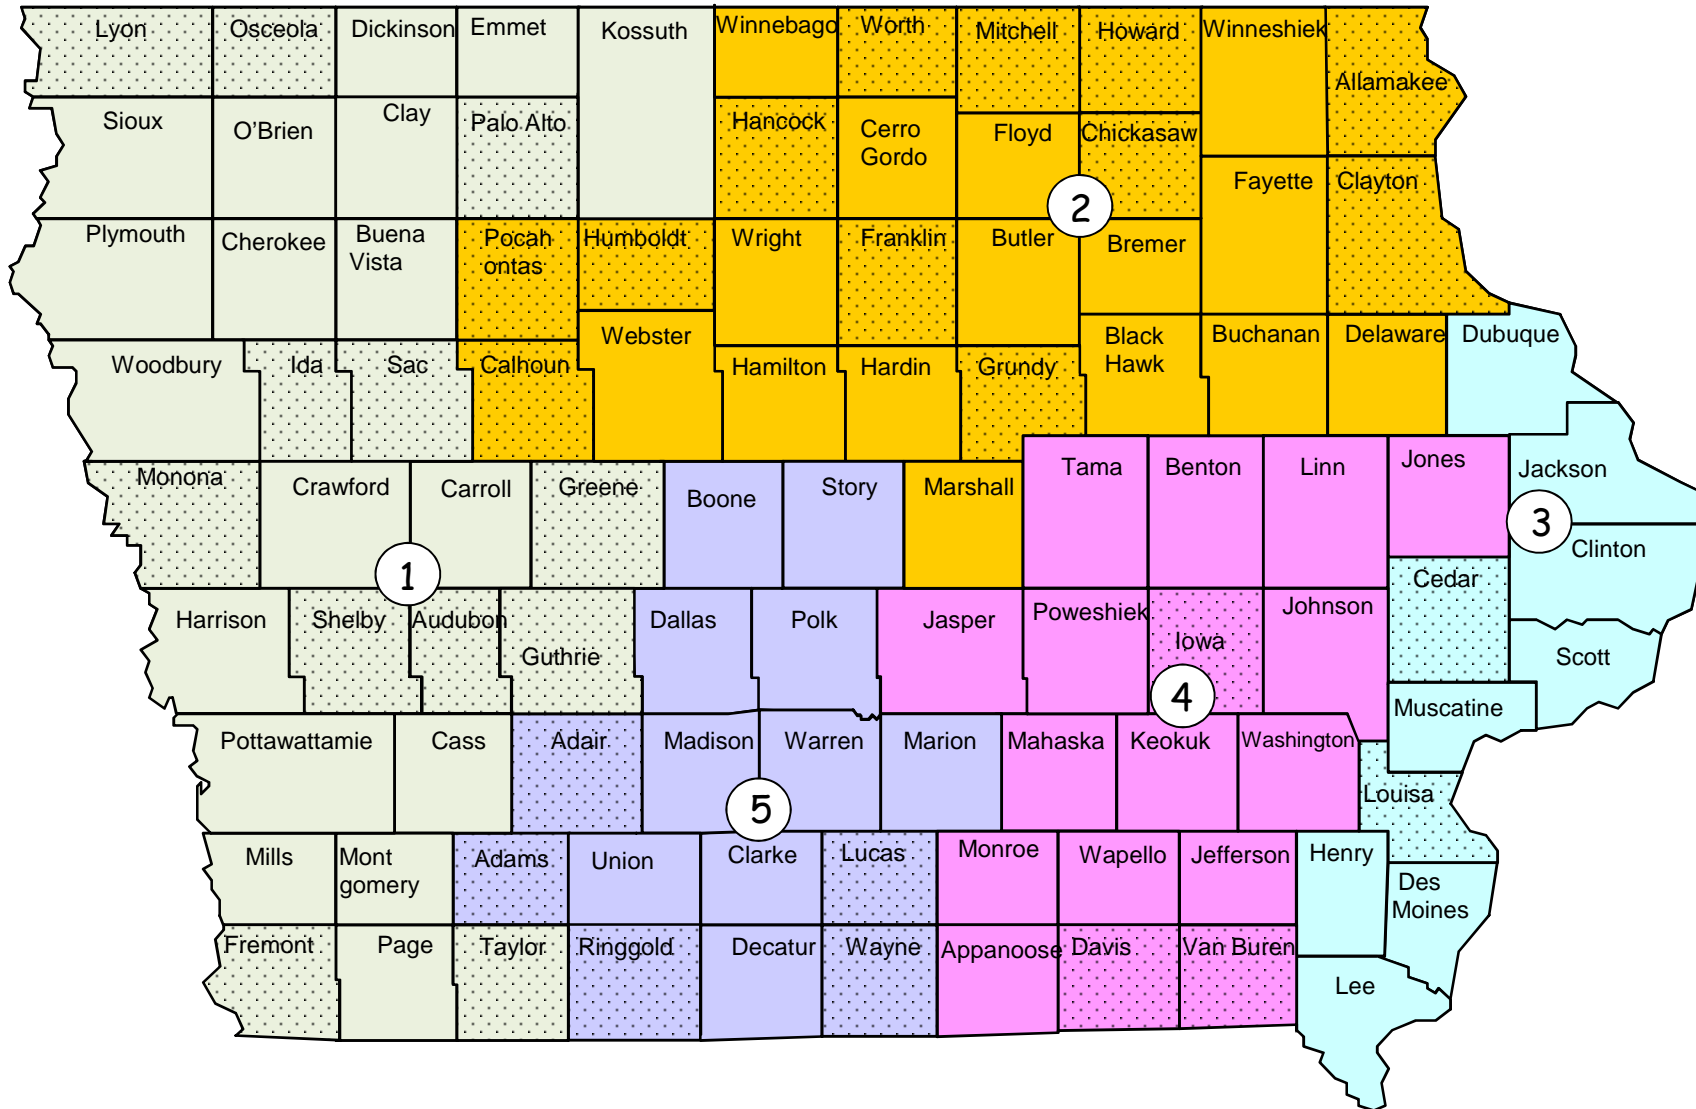 Lyon
Osceola
Dickinson
Emmet
Kossuth
Winnebago
Worth
Mitchell
Howard
Winneshiek
Allamakee
Sioux
O'Brien
Clay
Palo Alto
Hancock
Cerro
Gordo
Floyd
Chickasaw
Fayette
Clayton
2
Plymouth
Cherokee
Buena
Vista
Pocah
ontas
Humboldt
Wright
Franklin
Butler
Bremer
Woodbury
Ida
Sac
Calhoun
Webster
Hamilton
Hardin
Grundy
Black
Hawk
Buchanan
Delaware
Dubuque
Monona
Crawford
Carroll
Greene
Boone
Story
Marshall
Tama
Benton
Linn
Jones
Jackson
3
Clinton
1
Cedar
Harrison
Shelby
Audubon
Guthrie
Dallas
Polk
Jasper
Poweshiek
Iowa
Johnson
Scott
4
Muscatine
Pottawattamie
Cass
Adair
Madison
Warren
Marion
Mahaska
Keokuk
Washington
Louisa
5
Mills
Mont
gomery
Adams
Union
Clarke
Lucas
Monroe
Wapello
Jefferson
Henry
Des
Moines
Fremont
Page
Taylor
Ringgold
Decatur
Wayne
Appanoose
Davis
Van Buren
Lee